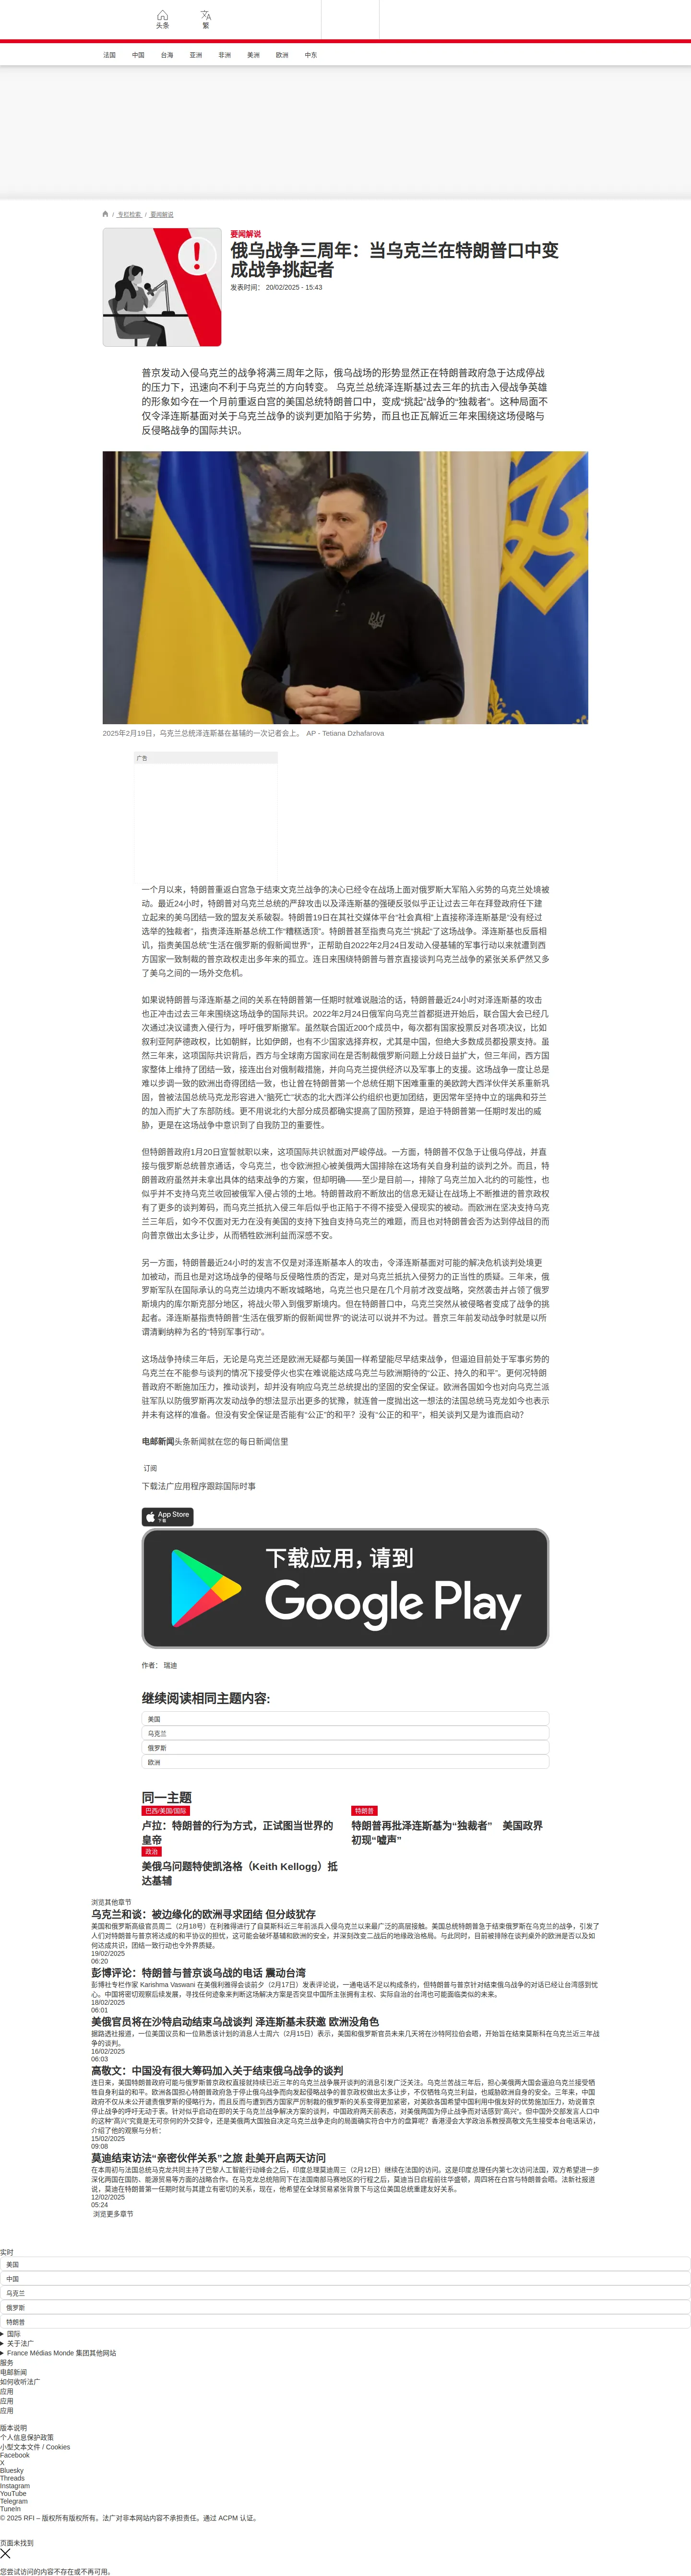 头条
繁
法国 中国 台海 亚洲 非洲 美洲 欧洲 中东
/ 专栏检索 / 要闻解说
要闻解说
俄乌战争三周年：当乌克兰在特朗普口中变
成战争挑起者
发表时间： 20/02/2025 - 15:43
普京发动入侵乌克兰的战争将满三周年之际，俄乌战场的形势显然正在特朗普政府急于达成停战
的压力下，迅速向不利于乌克兰的方向转变。 乌克兰总统泽连斯基过去三年的抗击入侵战争英雄
的形象如今在一个月前重返白宫的美国总统特朗普口中，变成“挑起”战争的“独裁者”。这种局面不
仅令泽连斯基面对关于乌克兰战争的谈判更加陷于劣势，而且也正瓦解近三年来围绕这场侵略与
反侵略战争的国际共识。
2025年2月19日，乌克兰总统泽连斯基在基辅的一次记者会上。 AP - Tetiana Dzhafarova
广告
一个月以来，特朗普重返白宫急于结束文克兰战争的决心已经令在战场上面对俄罗斯大军陷入劣势的乌克兰处境被
动。最近24小时，特朗普对乌克兰总统的严辞攻击以及泽连斯基的强硬反驳似乎正让过去三年在拜登政府任下建
立起来的美乌团结一致的盟友关系破裂。特朗普19日在其社交媒体平台“社会真相”上直接称泽连斯基是“没有经过
选举的独裁者”，指责泽连斯基总统工作“糟糕透顶”。特朗普甚至指责乌克兰“挑起”了这场战争。泽连斯基也反唇相
讥，指责美国总统“生活在俄罗斯的假新闻世界“，正帮助自2022年2月24日发动入侵基辅的军事行动以来就遭到西
方国家一致制裁的普京政权走出多年来的孤立。连日来围绕特朗普与普京直接谈判乌克兰战争的紧张关系俨然又多
了美乌之间的一场外交危机。
如果说特朗普与泽连斯基之间的关系在特朗普第一任期时就难说融洽的话，特朗普最近24小时对泽连斯基的攻击
也正冲击过去三年来围绕这场战争的国际共识。2022年2月24日俄军向乌克兰首都挺进开始后，联合国大会已经几
次通过决议谴责入侵行为，呼吁俄罗斯撤军。虽然联合国近200个成员中，每次都有国家投票反对各项决议，比如
叙利亚阿萨德政权，比如朝鲜，比如伊朗，也有不少国家选择弃权，尤其是中国，但绝大多数成员都投票支持。虽
然三年来，这项国际共识背后，西方与全球南方国家间在是否制裁俄罗斯问题上分歧日益扩大，但三年间，西方国
家整体上维持了团结一致，接连出台对俄制裁措施，并向乌克兰提供经济以及军事上的支援。这场战争一度让总是
难以步调一致的欧洲出奇得团结一致，也让曾在特朗普第一个总统任期下困难重重的美欧跨大西洋伙伴关系重新巩
固，曾被法国总统马克龙形容进入“脑死亡”状态的北大西洋公约组织也更加团结，更因常年坚持中立的瑞典和芬兰
的加入而扩大了东部防线。更不用说北约大部分成员都确实提高了国防预算，是迫于特朗普第一任期时发出的威
胁，更是在这场战争中意识到了自我防卫的重要性。
但特朗普政府1月20日宣誓就职以来，这项国际共识就面对严峻停战。一方面，特朗普不仅急于让俄乌停战，并直
接与俄罗斯总统普京通话，令乌克兰，也令欧洲担心被美俄两大国排除在这场有关自身利益的谈判之外。而且，特
朗普政府虽然并未拿出具体的结束战争的方案，但却明确——至少是目前—，排除了乌克兰加入北约的可能性，也
似乎并不支持乌克兰收回被俄军入侵占领的土地。特朗普政府不断放出的信息无疑让在战场上不断推进的普京政权
有了更多的谈判筹码，而乌克兰抵抗入侵三年后似乎也正陷于不得不接受入侵现实的被动。而欧洲在坚决支持乌克
兰三年后，如今不仅面对无力在没有美国的支持下独自支持乌克兰的难题，而且也对特朗普会否为达到停战目的而
向普京做出太多让步，从而牺牲欧洲利益而深感不安。
另一方面，特朗普最近24小时的发言不仅是对泽连斯基本人的攻击，令泽连斯基面对可能的解决危机谈判处境更
加被动，而且也是对这场战争的侵略与反侵略性质的否定，是对乌克兰抵抗入侵努力的正当性的质疑。三年来，俄
罗斯军队在国际承认的乌克兰边境内不断攻城略地，乌克兰也只是在几个月前才改变战略，突然袭击并占领了俄罗
斯境内的库尔斯克部分地区，将战火带入到俄罗斯境内。但在特朗普口中，乌克兰突然从被侵略者变成了战争的挑
起者。泽连斯基指责特朗普“生活在俄罗斯的假新闻世界”的说法可以说并不为过。普京三年前发动战争时就是以所
谓清剿纳粹为名的“特别军事行动”。
这场战争持续三年后，无论是乌克兰还是欧洲无疑都与美国一样希望能尽早结束战争，但逼迫目前处于军事劣势的
乌克兰在不能参与谈判的情况下接受停火也实在难说能达成乌克兰与欧洲期待的“公正、持久的和平”。更何况特朗
普政府不断施加压力，推动谈判，却并没有响应乌克兰总统提出的坚固的安全保证。欧洲各国如今也对向乌克兰派
驻军队以防俄罗斯再次发动战争的想法显示出更多的犹豫，就连曾一度抛出这一想法的法国总统马克龙如今也表示
并未有这样的准备。但没有安全保证是否能有“公正”的和平？没有“公正的和平”，相关谈判又是为谁而启动？
电邮新闻头条新闻就在您的每日新闻信里
订阅
下载法广应用程序跟踪国际时事
App Store
下载
下载应用，请到
Google Play
作者： 瑞迪
继续阅读相同主题内容:
美国
乌克兰
俄罗斯
欧洲
同一主题
巴西/美国/国际
卢拉：特朗普的行为方式，正试图当世界的
皇帝
特朗普
特朗普再批泽连斯基为“独裁者” 美国政界
初现“嘘声”
政治
美俄乌问题特使凯洛格（Keith Kellogg）抵
达基辅
浏览其他章节
乌克兰和谈：被边缘化的欧洲寻求团结 但分歧犹存
美国和俄罗斯高级官员周二（2月18号）在利雅得进行了自莫斯科近三年前派兵入侵乌克兰以来最广泛的高层接触。美国总统特朗普急于结束俄罗斯在乌克兰的战争，引发了
人们对特朗普与普京将达成的和平协议的担忧，这可能会破坏基辅和欧洲的安全，并深刻改变二战后的地缘政治格局。与此同时，目前被排除在谈判桌外的欧洲是否以及如
何达成共识，团结一致行动也令外界质疑。
19/02/2025
06:20
彭博评论：特朗普与普京谈乌战的电话 震动台湾
彭博社专栏作家 Karishma Vaswani 在美俄利雅得会谈前夕（2月17日）发表评论说，一通电话不足以构成条约，但特朗普与普京针对结束俄乌战争的对话已经让台湾感到忧
心。中国将密切观察后续发展，寻找任何迹象来判断这场解决方案是否突显中国所主张拥有主权、实际自治的台湾也可能面临类似的未来。
18/02/2025
06:01
美俄官员将在沙特启动结束乌战谈判 泽连斯基未获邀 欧洲没角色
据路透社报道，一位美国议员和一位熟悉该计划的消息人士周六（2月15日）表示，美国和俄罗斯官员未来几天将在沙特阿拉伯会晤，开始旨在结束莫斯科在乌克兰近三年战
争的谈判。
16/02/2025
06:03
高敬文：中国没有很大筹码加入关于结束俄乌战争的谈判
连日来，美国特朗普政府可能与俄罗斯普京政权直接就持续已近三年的乌克兰战争展开谈判的消息引发广泛关注。乌克兰苦战三年后，担心美俄两大国会逼迫乌克兰接受牺
牲自身利益的和平。欧洲各国担心特朗普政府急于停止俄乌战争而向发起侵略战争的普京政权做出太多让步，不仅牺牲乌克兰利益，也威胁欧洲自身的安全。三年来，中国
政府不仅从未公开谴责俄罗斯的侵略行为，而且反而与遭到西方国家严厉制裁的俄罗斯的关系变得更加紧密，对美欧各国希望中国利用中俄友好的优势施加压力，劝说普京
停止战争的呼吁无动于衷。针对似乎启动在即的关于乌克兰战争解决方案的谈判，中国政府两天前表态，对美俄两国为停止战争而对话感到“高兴”。但中国外交部发言人口中
的这种“高兴”究竟是无可奈何的外交辞令，还是美俄两大国独自决定乌克兰战争走向的局面确实符合中方的盘算呢？香港浸会大学政治系教授高敬文先生接受本台电话采访，
介绍了他的观察与分析：
15/02/2025
09:08
莫迪结束访法“亲密伙伴关系”之旅 赴美开启两天访问
在本周初与法国总统马克龙共同主持了巴黎人工智能行动峰会之后，印度总理莫迪周三（2月12日）继续在法国的访问。这是印度总理任内第七次访问法国，双方希望进一步
深化两国在国防、能源贸易等方面的战略合作。在马克龙总统陪同下在法国南部马赛地区的行程之后，莫迪当日启程前往华盛顿，周四将在白宫与特朗普会晤。法新社报道
说，莫迪在特朗普第一任期时就与其建立有密切的关系，现在，他希望在全球贸易紧张背景下与这位美国总统重建友好关系。
12/02/2025
05:24
浏览更多章节
实时
美国
中国
乌克兰
俄罗斯
特朗普
国际
关于法广
France Médias Monde 集团其他网站
服务
电邮新闻
如何收听法广
应用
应用
应用
版本说明
个人信息保护政策
小型文本文件 / Cookies
Facebook
X
Bluesky
Threads
Instagram
YouTube
Telegram
TuneIn
© 2025 RFI – 版权所有版权所有。法广对非本网站内容不承担责任。通过 ACPM 认证。
页面未找到
您尝试访问的内容不存在或不再可用。